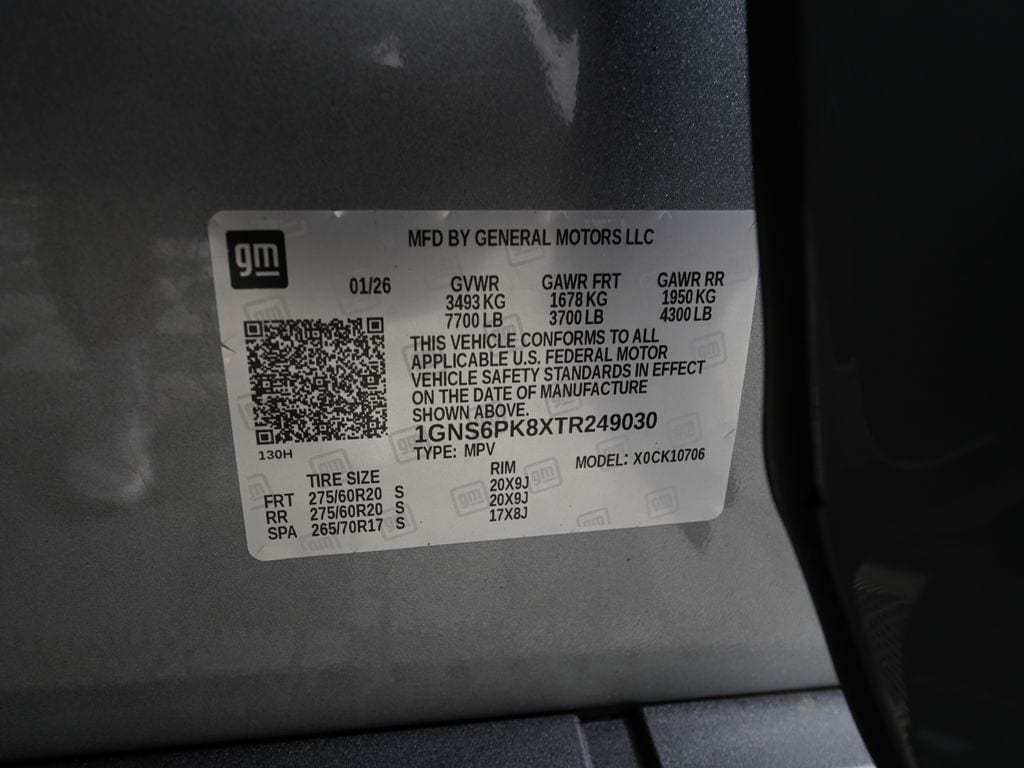 gm
MFD BY GENERAL MOTORS LLC
01/26
GVWR GAWR FRT GAWR RR
3493 KG 1678 KG 1950 KG
7700 LB 3700 LB 4300 LB
THIS VEHICLE CONFORMS TO ALL
APPLICABLE U.S. FEDERAL MOTOR
VEHICLE SAFETY STANDARDS IN EFFECT
ON THE DATE OF MANUFACTURE
SHOWN ABOVE.
1GNS6PK8XTR249030
130H
TYPE: MPV MODEL: X0CK10706
TIRE SIZE RIM
FRT 275/60R20 S 20X9J
RR 275/60R20 S 20X9J
SPA 265/70R17 S 17X8J